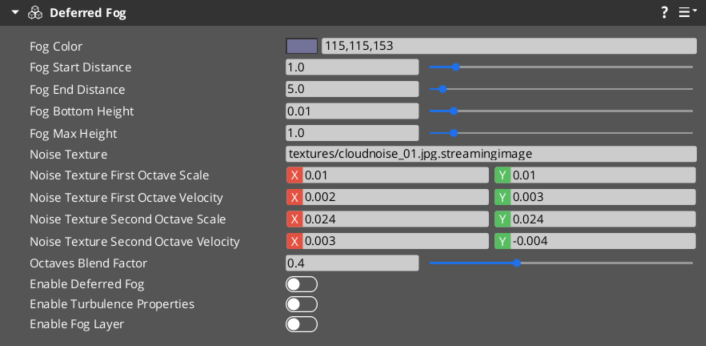 Deferred Fog ?
Fog Color 115,115,153
Fog Start Distance 1.0
Fog End Distance 5.0
Fog Bottom Height 0.01
Fog Max Height 1.0
Noise Texture textures/cloudnoise_01.jpg.streamingimage
Noise Texture First Octave Scale X 0.01 Y 0.01
Noise Texture First Octave Velocity X 0.002 Y 0.003
Noise Texture Second Octave Scale X 0.024 Y 0.024
Noise Texture Second Octave Velocity X 0.003 Y -0.004
Octaves Blend Factor 0.4
Enable Deferred Fog
Enable Turbulence Properties
Enable Fog Layer